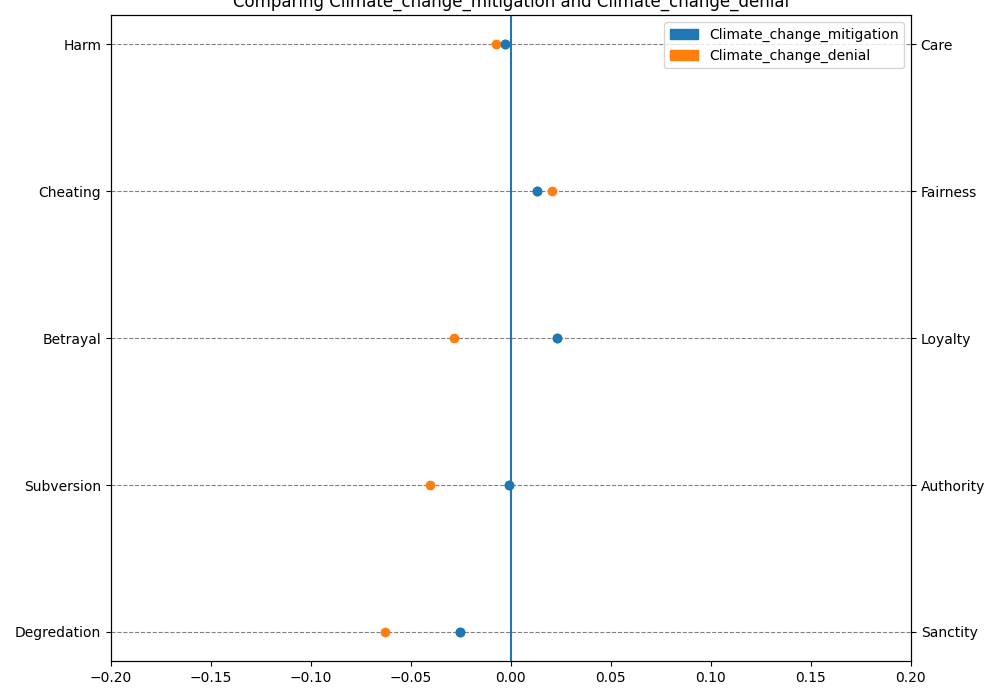 Comparing Climate_change_mitigation and Climate_change_denial
Climate_change_mitigation
Climate_change_denial
Harm
Care
Cheating
Fairness
Betrayal
Loyalty
Subversion
Authority
Degredation
Sanctity
−0.20 −0.15 −0.10 −0.05 0.00 0.05 0.10 0.15 0.20